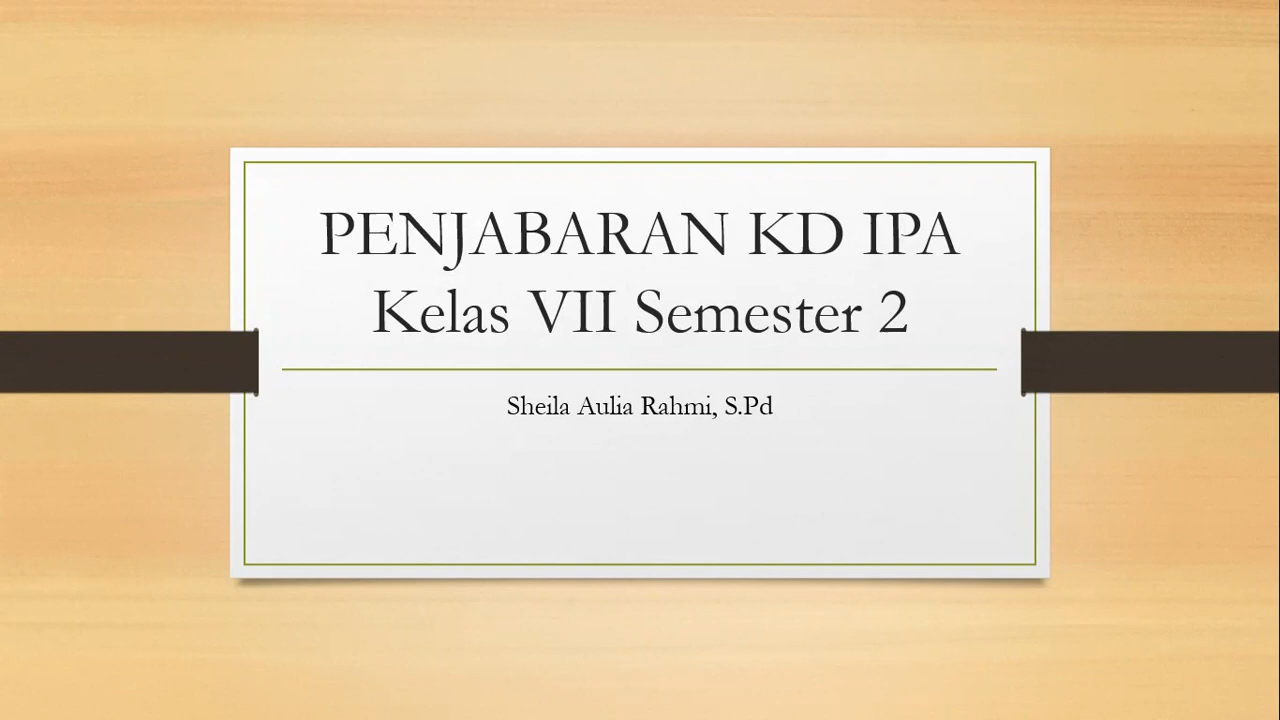 PENJABARAN KD IPA
Kelas VII Semester 2
Sheila Aulia Rahmi, S.Pd